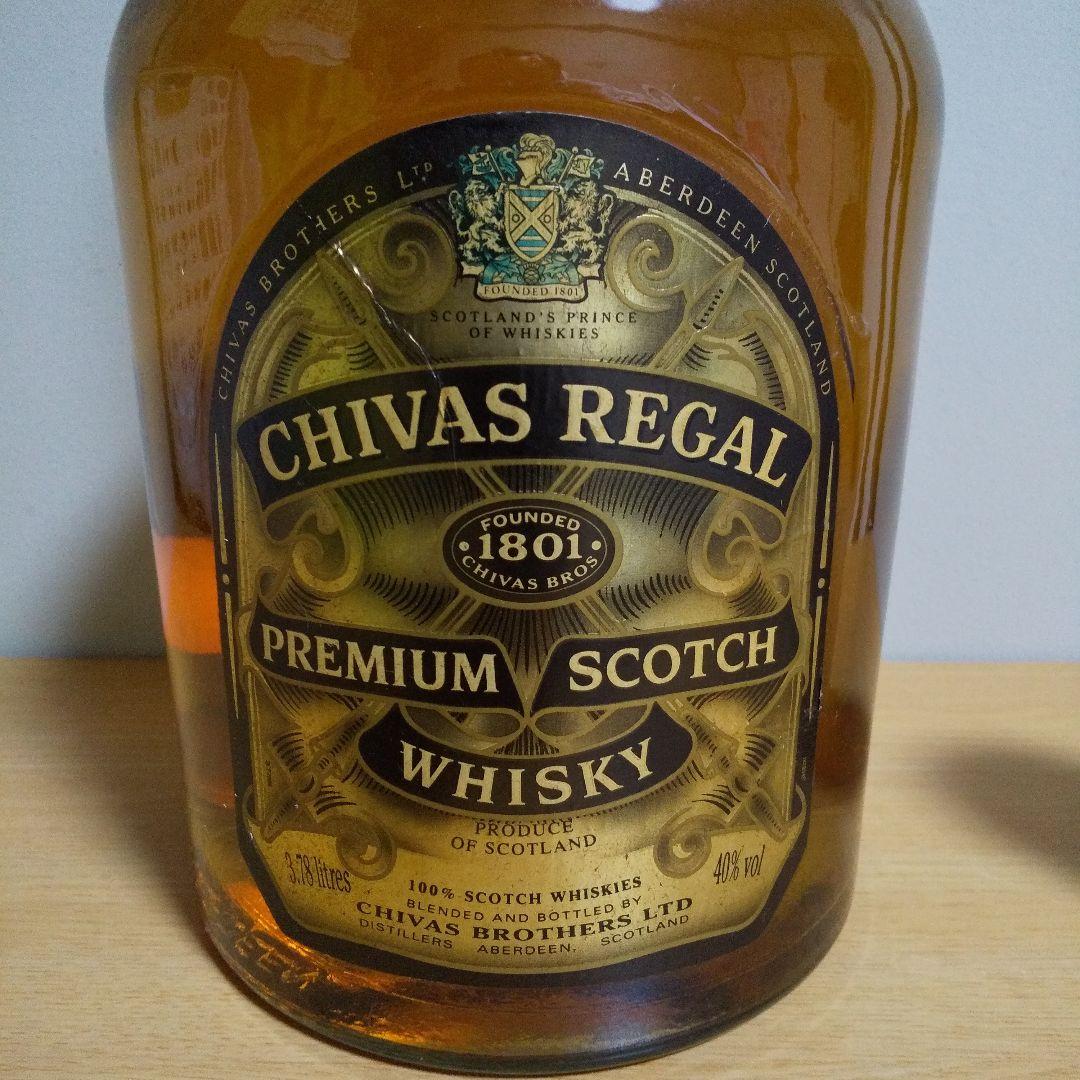 CHIVAS BROTHERS LTD
ABERDEEN SCOTLAND
FOUNDED 1801
SCOTLAND'S PRINCE
OF WHISKIES
CHIVAS REGAL
FOUNDED
1801
CHIVAS BROS
PREMIUM SCOTCH
WHISKY
PRODUCE
OF SCOTLAND
3.78 litres
40% vol
100% SCOTCH WHISKIES
BLENDED AND BOTTLED BY
CHIVAS BROTHERS LTD
DISTILLERS ABERDEEN, SCOTLAND